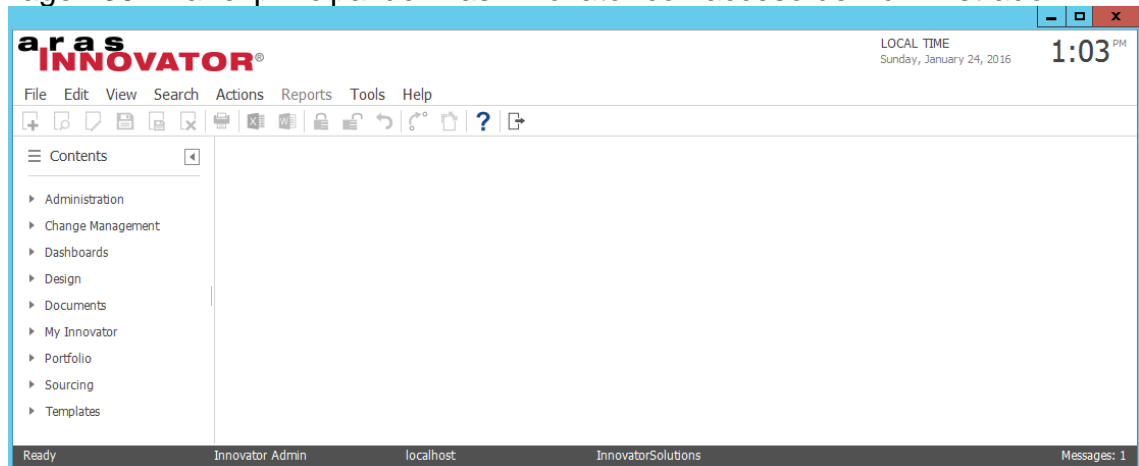 aras
INNOVATOR®
LOCAL TIME
Sunday, January 24, 2016
1:03 PM
File Edit View Search Actions Reports Tools Help
Contents
Administration
Change Management
Dashboards
Design
Documents
My Innovator
Portfolio
Sourcing
Templates
Ready Innovator Admin localhost InnovatorSolutions Messages: 1